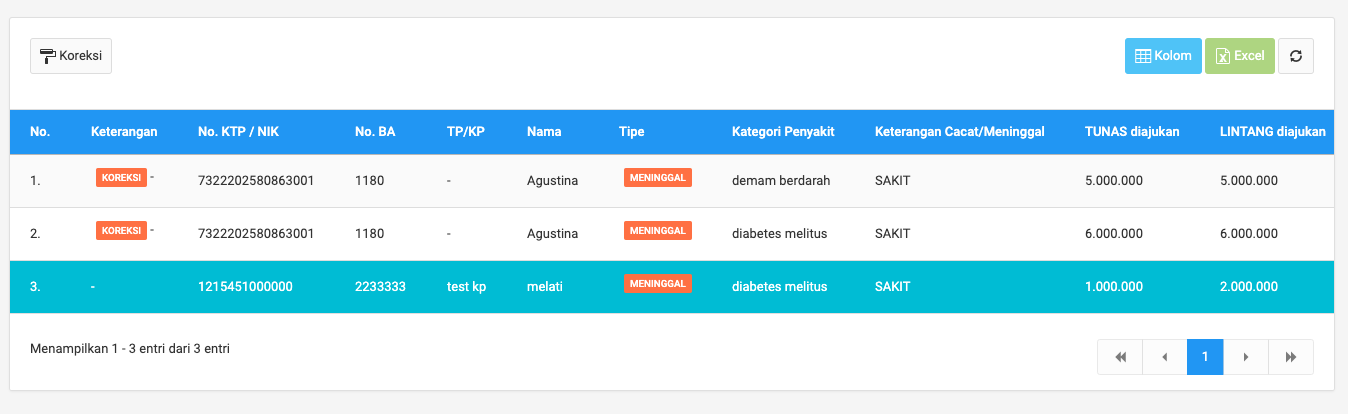 Koreksi
Kolom Excel
No. Keterangan No. KTP / NIK No. BA TP/KP Nama Tipe Kategori Penyakit Keterangan Cacat/Meninggal TUNAS diajukan LINTANG diajukan
1. KOREKSI - 7322202580863001 1180 - Agustina MENINGGAL demam berdarah SAKIT 5.000.000 5.000.000
2. KOREKSI - 7322202580863001 1180 - Agustina MENINGGAL diabetes melitus SAKIT 6.000.000 6.000.000
3. - 1215451000000 2233333 test kp melati MENINGGAL diabetes melitus SAKIT 1.000.000 2.000.000
Menampilkan 1 - 3 entri dari 3 entri
1